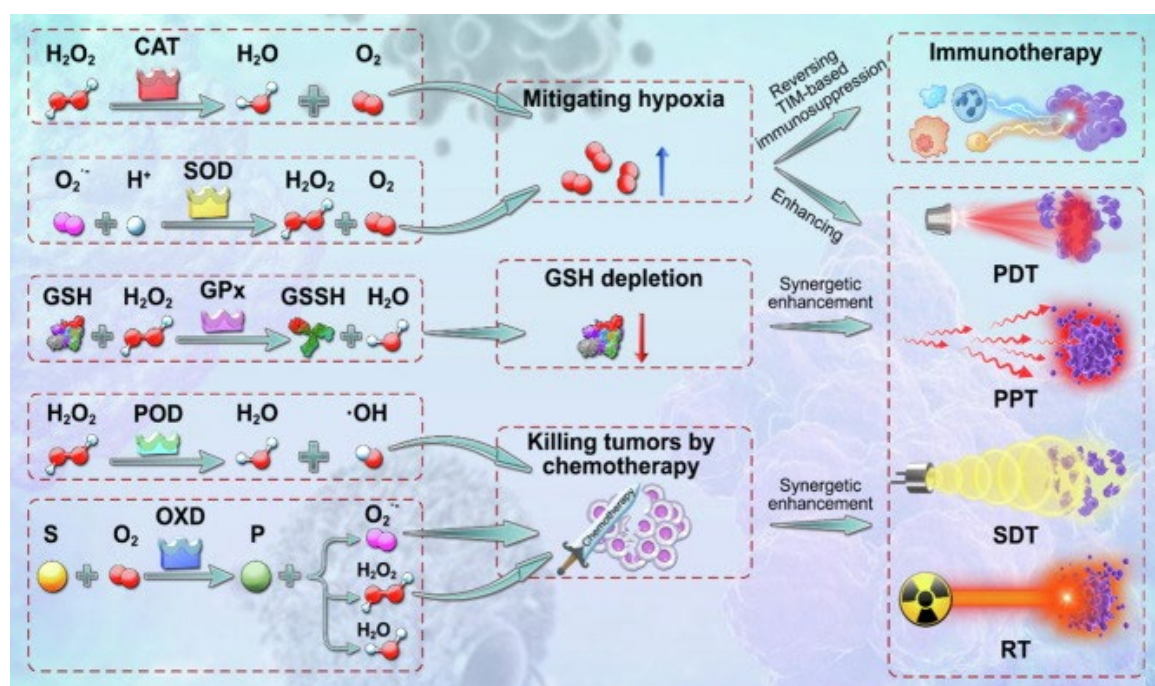 H₂O₂
CAT
H₂O
O₂
O₂˙⁻
H⁺
SOD
H₂O₂
O₂
GSH
H₂O₂
GPx
GSSH
H₂O
H₂O₂
POD
H₂O
·OH
S
O₂
OXD
P
O₂˙⁻
H₂O₂
H₂O
Mitigating hypoxia
GSH depletion
Killing tumors by
chemotherapy
Chemotherapy
Reversing
TIM-based
immunosuppression
Enhancing
Synergetic
enhancement
Synergetic
enhancement
Immunotherapy
PDT
PPT
SDT
RT